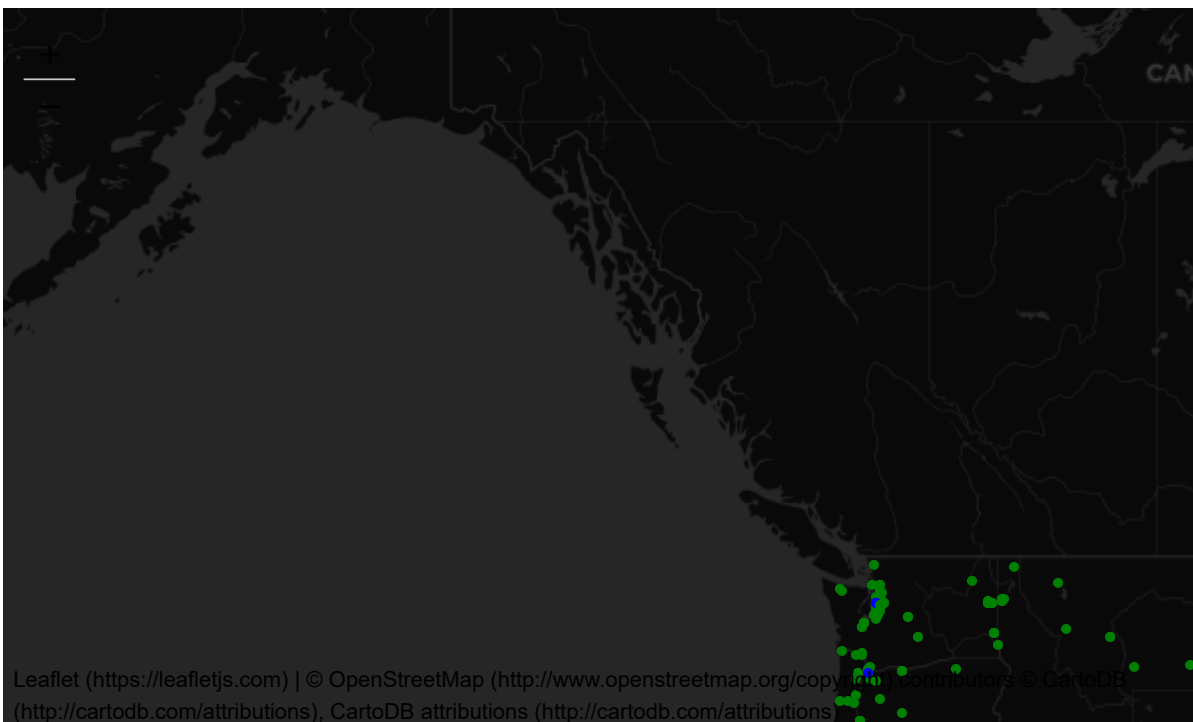 +
−
CAN
Leaflet (https://leafletjs.com) | © OpenStreetMap (http://www.openstreetmap.org/copyright) contributors © CartoDB
(http://cartodb.com/attributions), CartoDB attributions (http://cartodb.com/attributions)